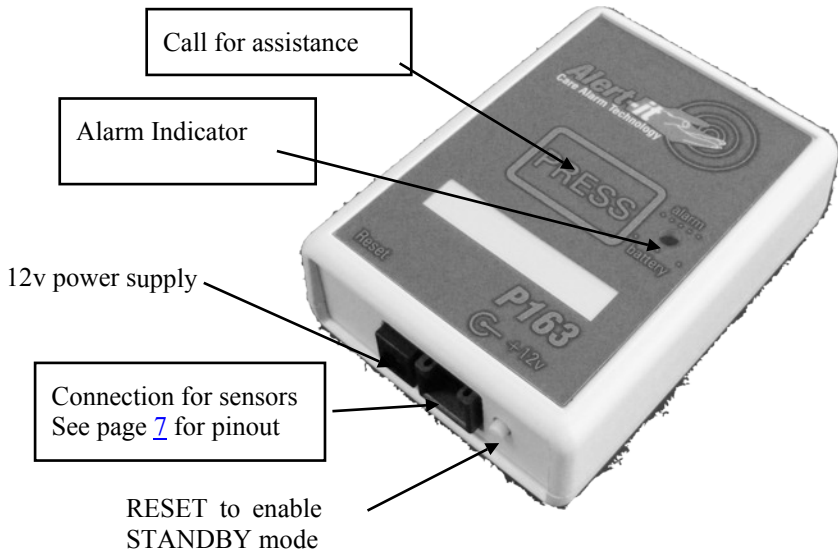 Call for assistance
Alarm Indicator
12v power supply
Connection for sensors
See page 7 for pinout
RESET to enable
STANDBY mode
Alert-it
Care Alarm Technology
PRESS
alarm
battery
Reset
P163
+12v